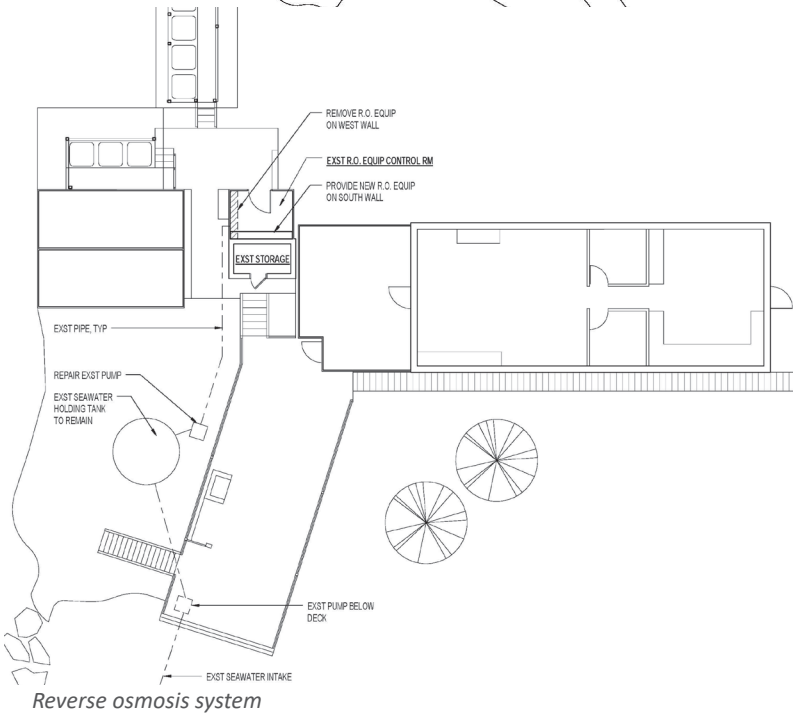 REMOVE R.O. EQUIP
ON WEST WALL
EXST R.O. EQUIP CONTROL RM
PROVIDE NEW R.O. EQUIP
ON SOUTH WALL
EXST STORAGE
EXST PIPE, TYP
REPAIR EXST PUMP
EXST SEAWATER
HOLDING TANK
TO REMAIN
EXST PUMP BELOW
DECK
EXST SEAWATER INTAKE
Reverse osmosis system